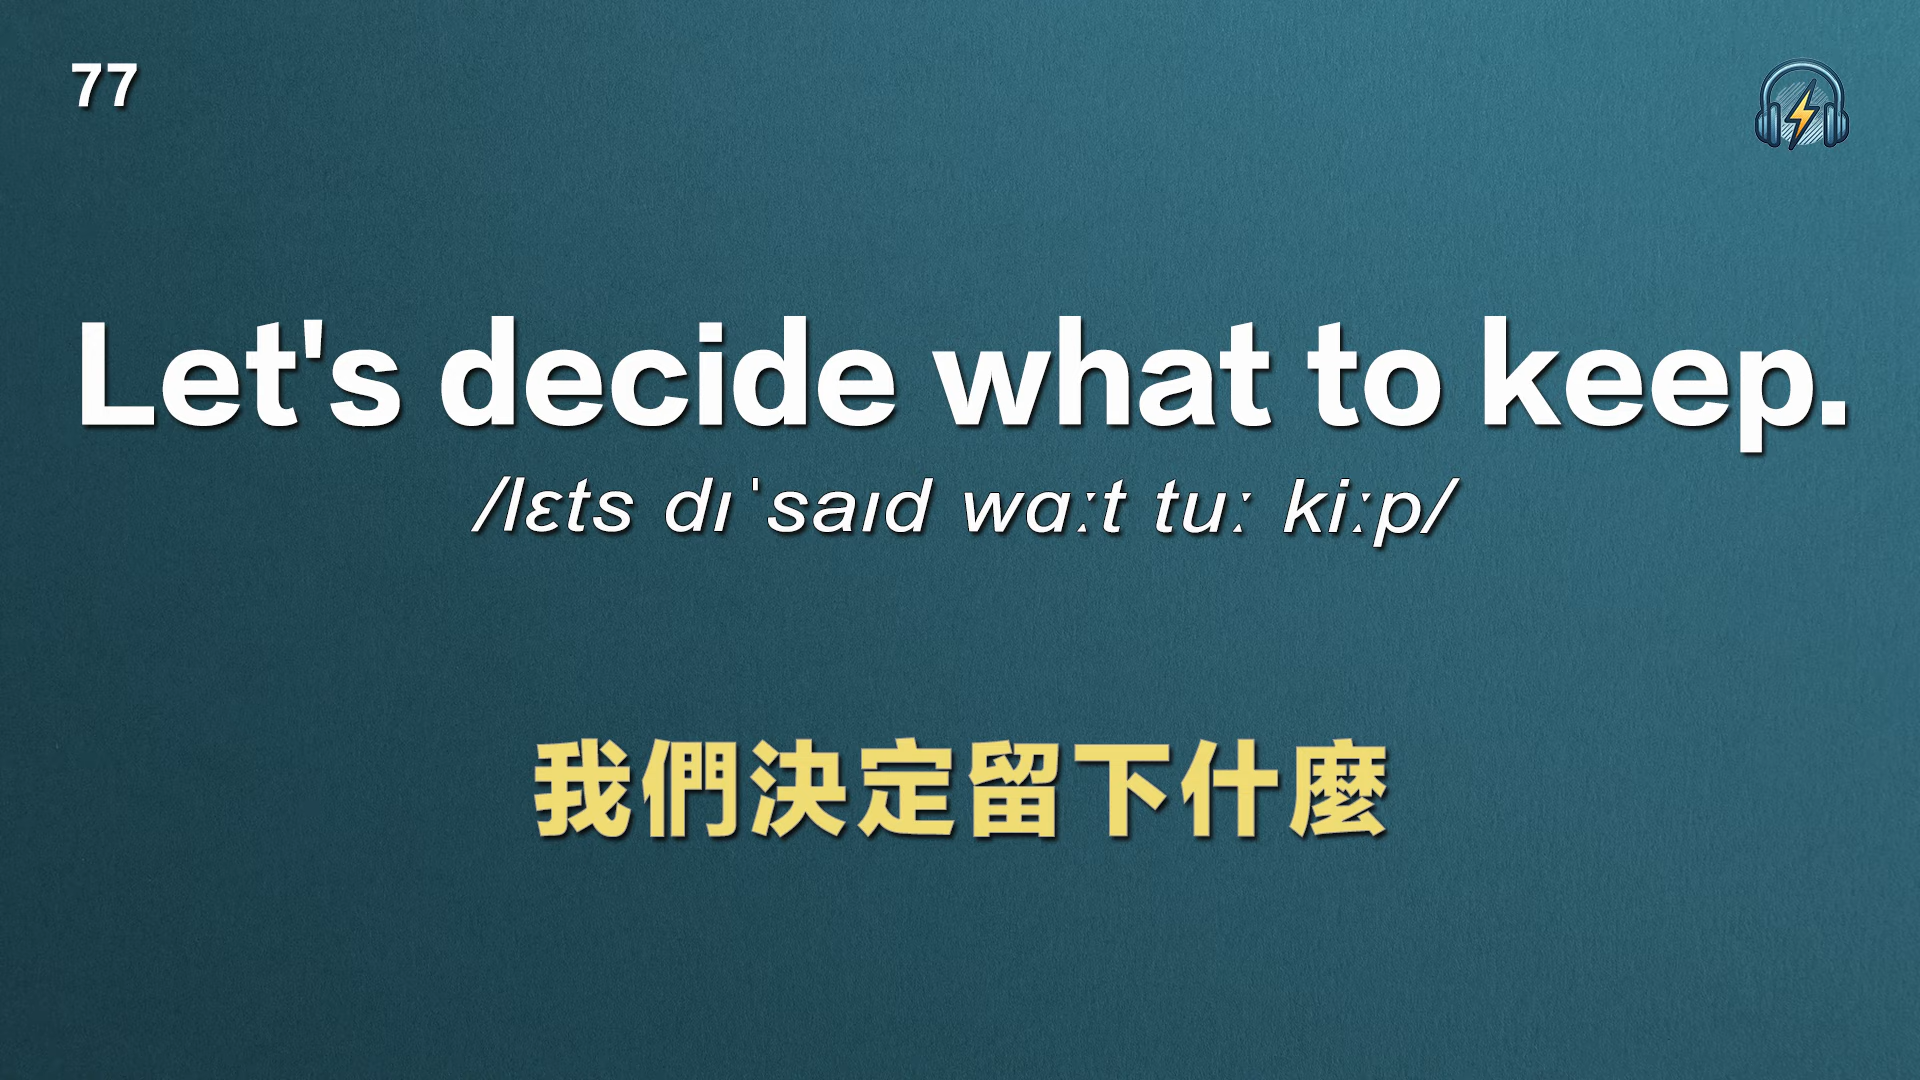 77
Let's decide what to keep.
/lɛts dɪˈsaɪd wɑːt tuː kiːp/
我們決定留下什麼